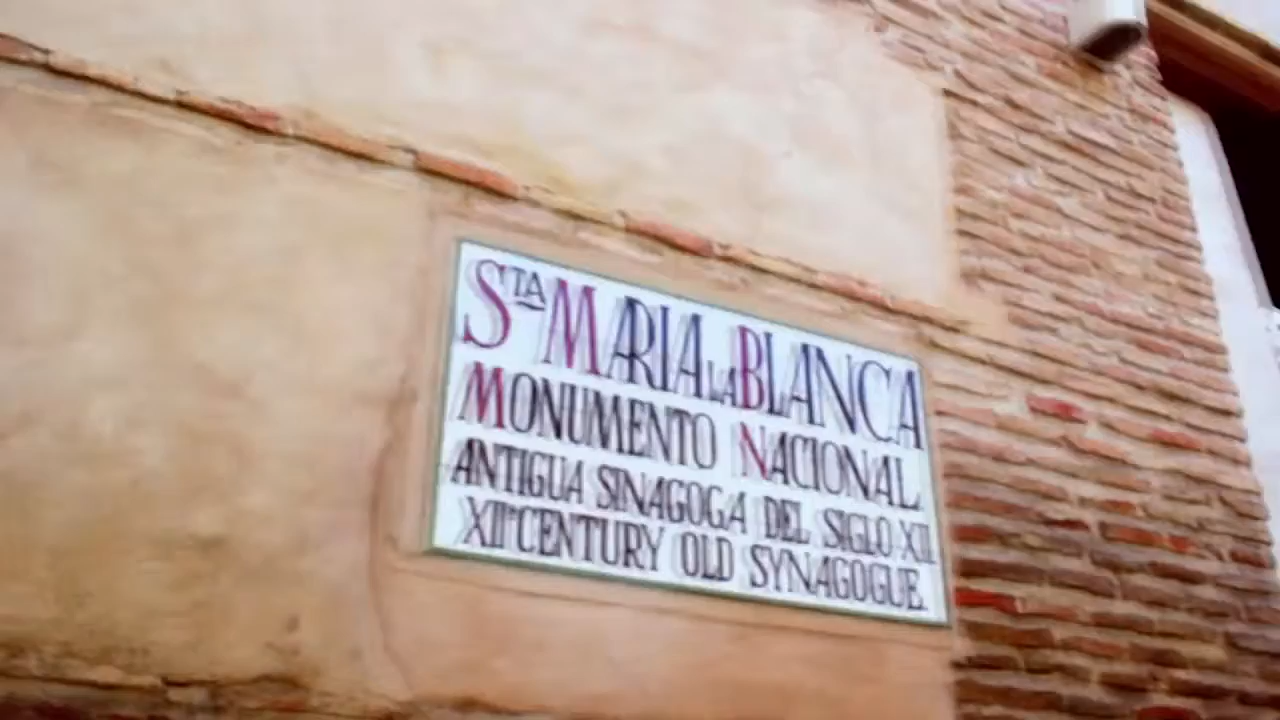 STA MARIA LA BLANCA
MONUMENTO NACIONAL
ANTIGUA SINAGOGA DEL SIGLO XII
XIIth CENTURY OLD SYNAGOGUE.